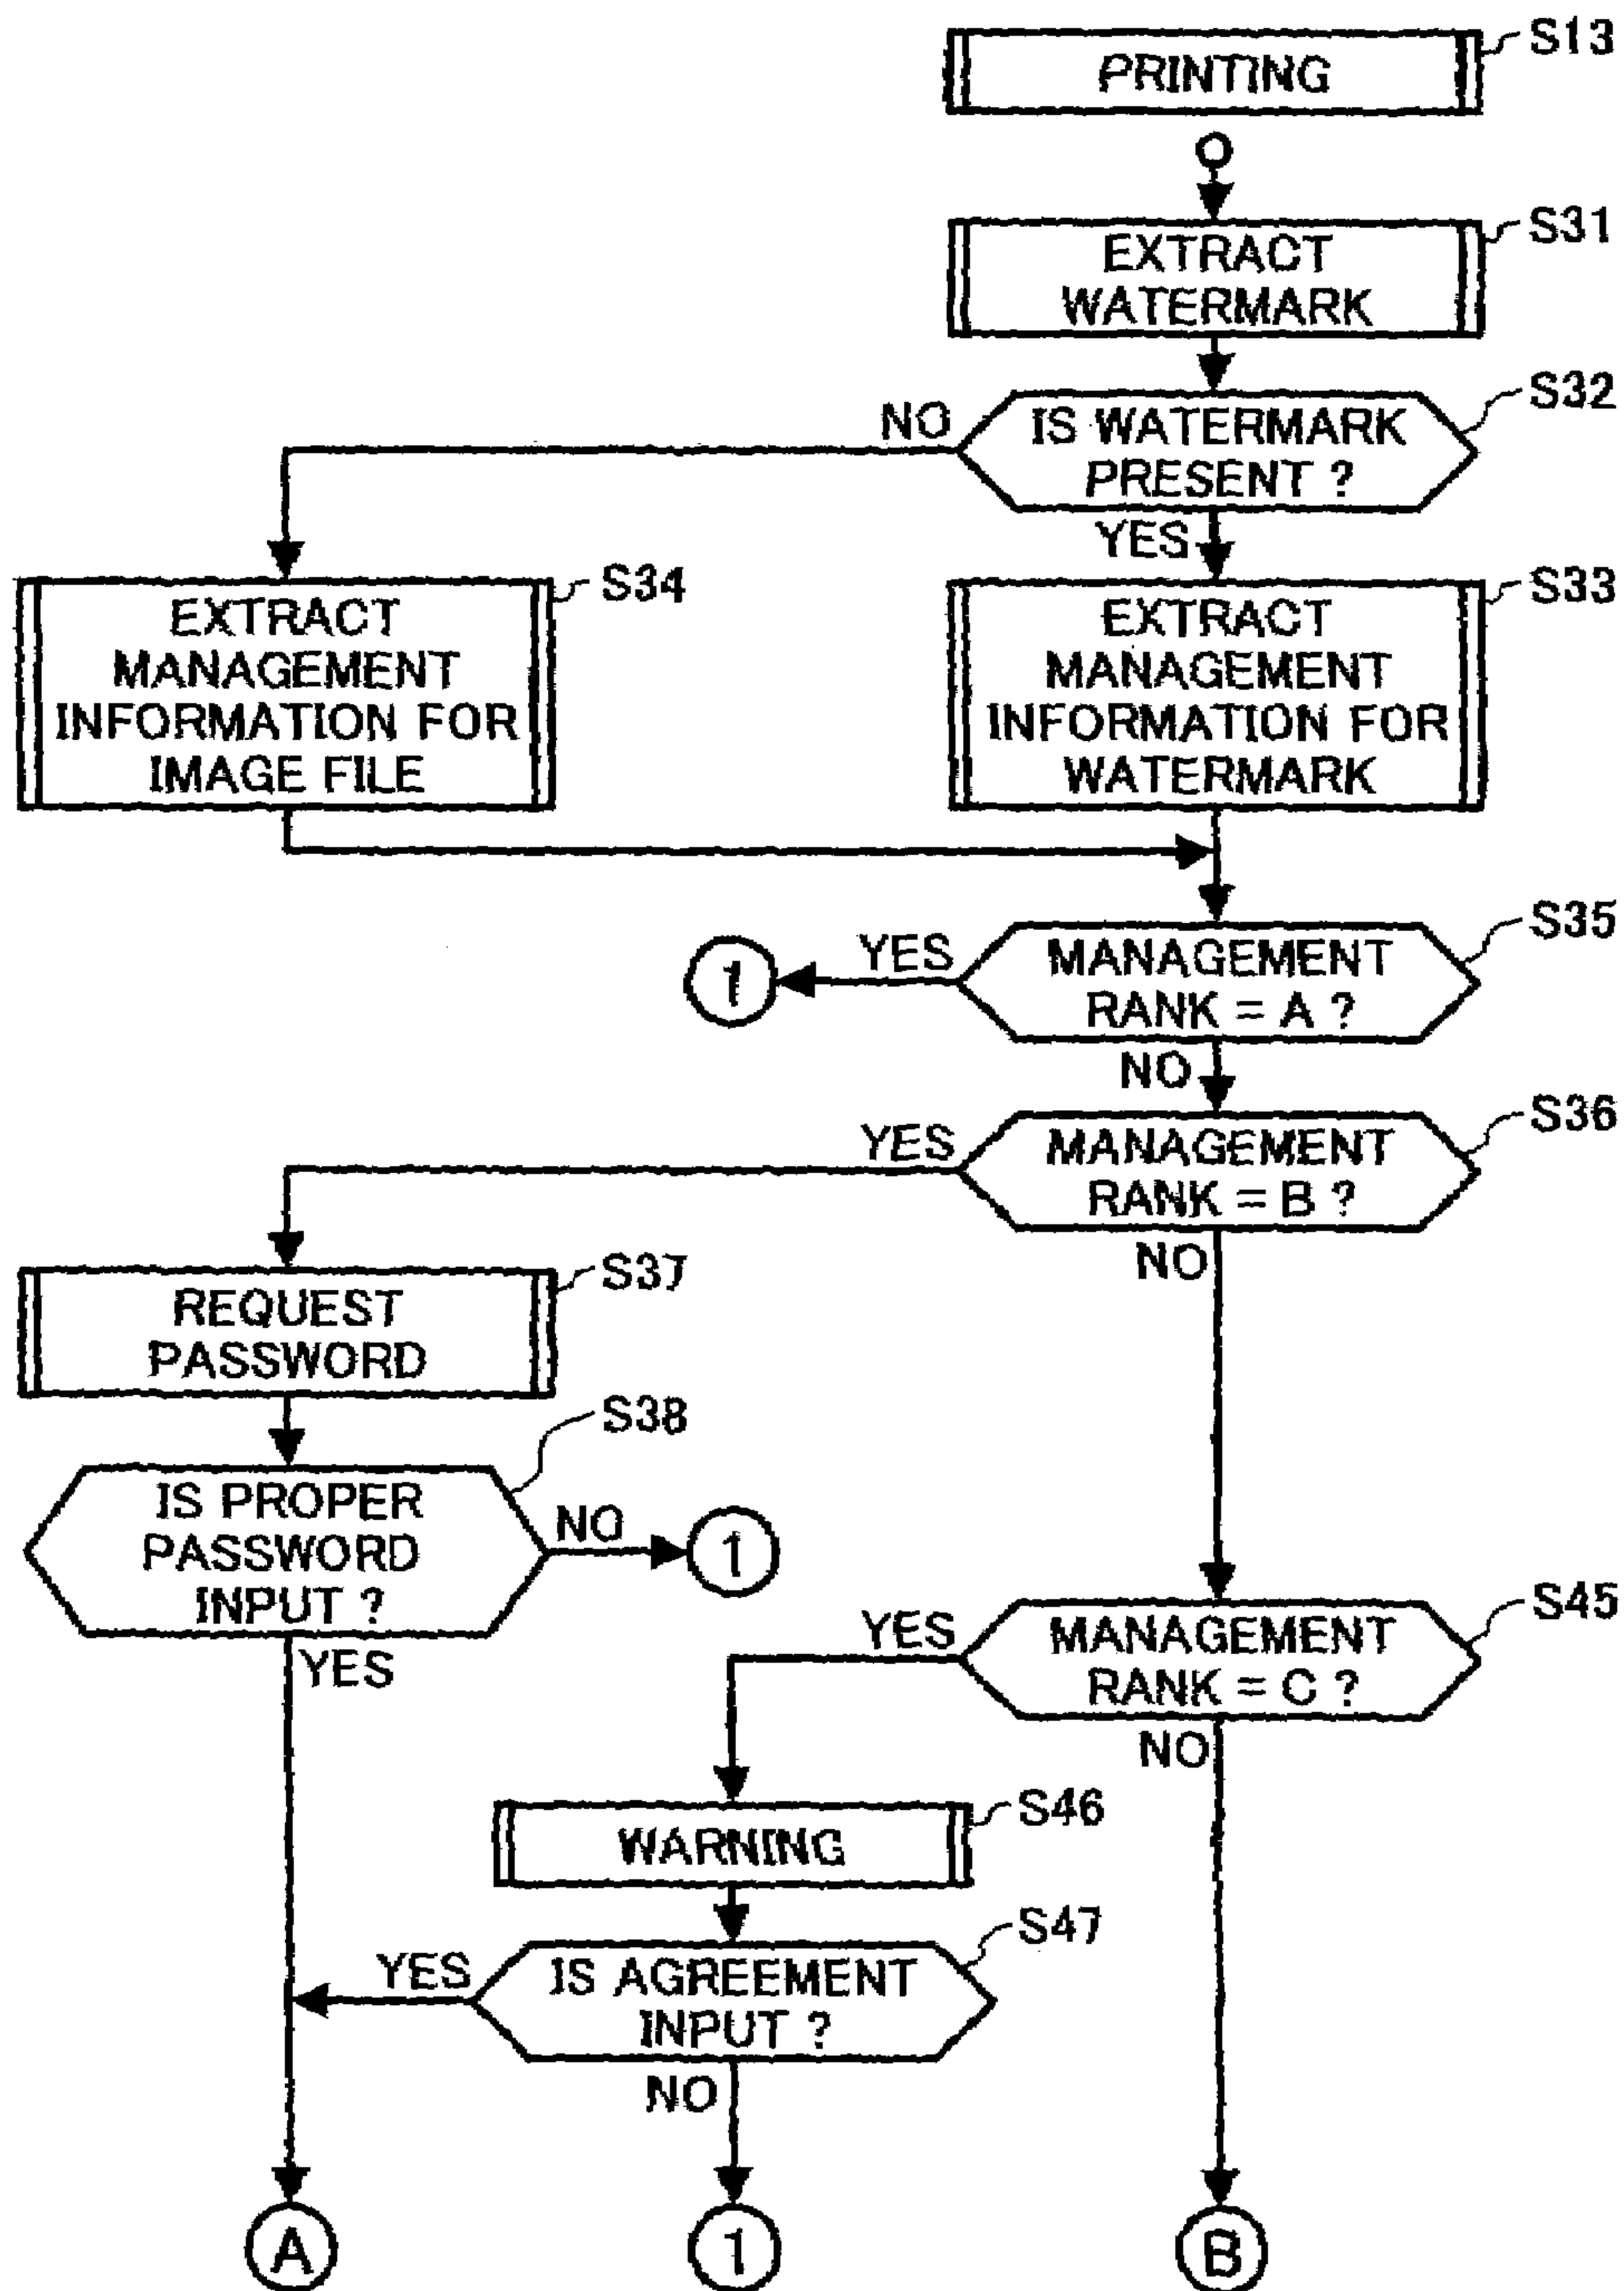 PRINTING
S13
EXTRACT
WATERMARK
S31
IS WATERMARK
PRESENT ?
S32
NO
YES
EXTRACT
MANAGEMENT
INFORMATION FOR
IMAGE FILE
S34
EXTRACT
MANAGEMENT
INFORMATION FOR
WATERMARK
S33
MANAGEMENT
RANK = A ?
S35
YES
1
NO
MANAGEMENT
RANK = B ?
S36
YES
NO
REQUEST
PASSWORD
S37
IS PROPER
PASSWORD
INPUT ?
S38
NO
1
YES
MANAGEMENT
RANK = C ?
S45
YES
NO
WARNING
S46
IS AGREEMENT
INPUT ?
S47
YES
NO
A
1
B